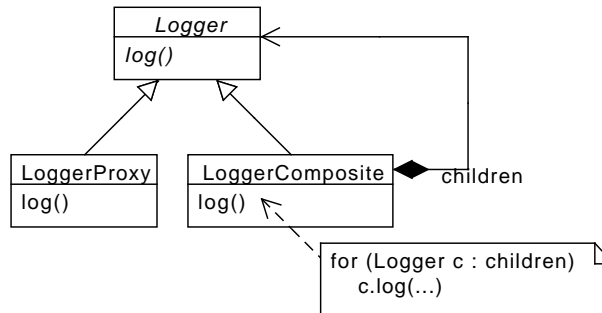 Logger
log()
LoggerProxy
log()
LoggerComposite
log()
children
for (Logger c : children)
c.log(...)